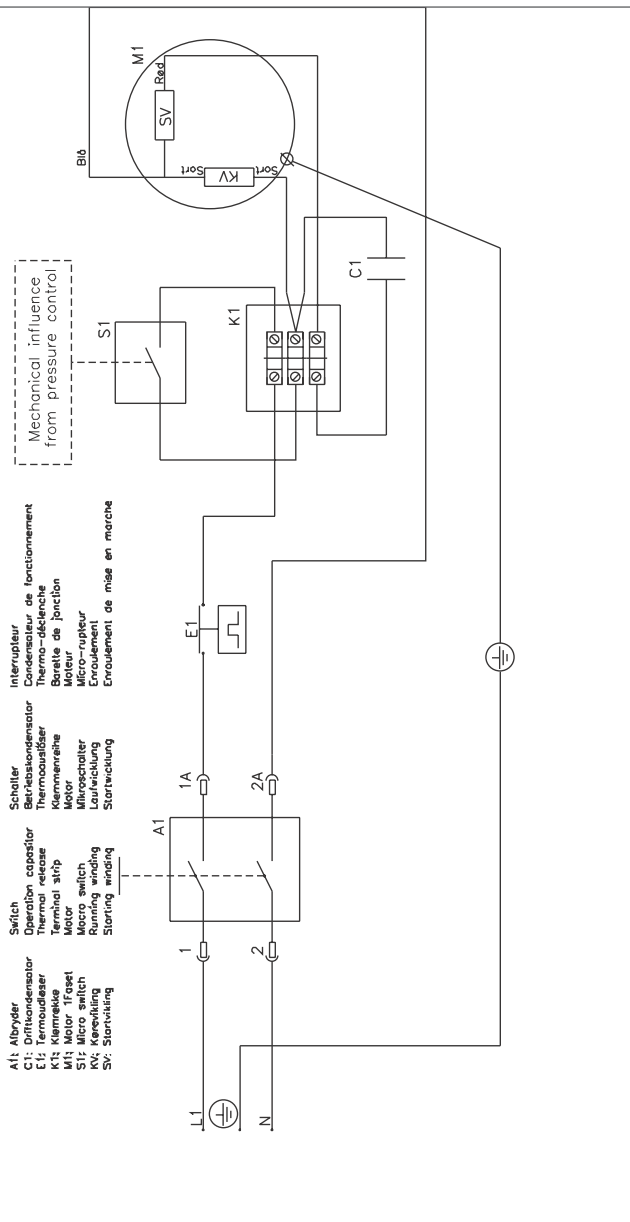 A1: Albryder Switch Schalter Interrupteur
C1: Driftkondensator Operation capasitor Betriebskondensator Condensateur de fonctionnement
E1: Termoudløser Thermal release Thermoauslöser Thermo-déclenche
K1: Klemrekke Terminal strip Klemmenreihe Barette de jonction
M1: Motor 1Faset Motor Motor Moteur
S1: Micro switch Mocro switch Mikroschalter Micro-rupteur
KV: Kørevikling Running winding Laufwicklung Enroulement
SV: Startvikling Starting winding Startwicklung Enroulement de mise en marche
Mechanical influence
from pressure control
L1
N
1
2
A1
1A
2A
E1
S1
K1
C1
M1
Blå
Rød
SV
Sort
KV
Sort